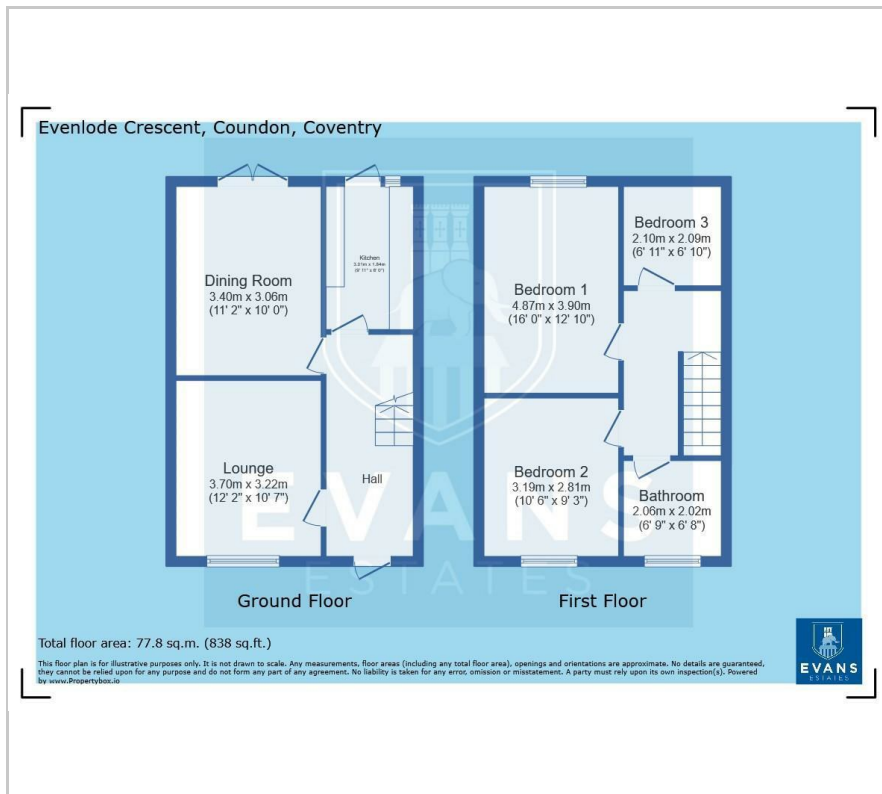 Evenlode Crescent, Coundon, Coventry
Dining Room
3.40m x 3.06m
(11' 2" x 10' 0")
Kitchen
Lounge
3.70m x 3.22m
(12' 2" x 10' 7")
Hall
Ground Floor
Bedroom 3
2.10m x 2.09m
(6' 11" x 6' 10")
Bedroom 1
4.87m x 3.90m
(16' 0" x 12' 10")
Bedroom 2
3.19m x 2.81m
(10' 6" x 9' 3")
Bathroom
2.06m x 2.02m
(6' 9" x 6' 8")
First Floor
EVANS
ESTATES
Total floor area: 77.8 sq.m. (838 sq.ft.)
This floor plan is for illustrative purposes only. It is not drawn to scale. Any measurements, floor areas (including any total floor area), openings and orientations are approximate. No details are guaranteed,
they cannot be relied upon for any purpose and do not form any part of any agreement. No liability is taken for any error, omission or misstatement. A party must rely upon its own inspection(s). Powered
by www.Propertybox.io
EVANS
ESTATES